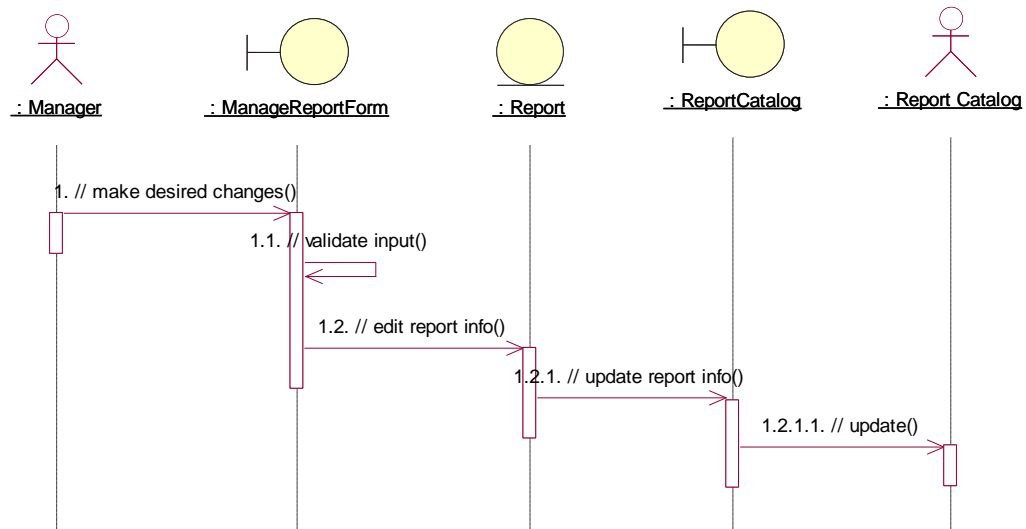 : Manager
: ManageReportForm
: Report
: ReportCatalog
: Report Catalog
1. // make desired changes()
1.1. // validate input()
1.2. // edit report info()
1.2.1. // update report info()
1.2.1.1. // update()